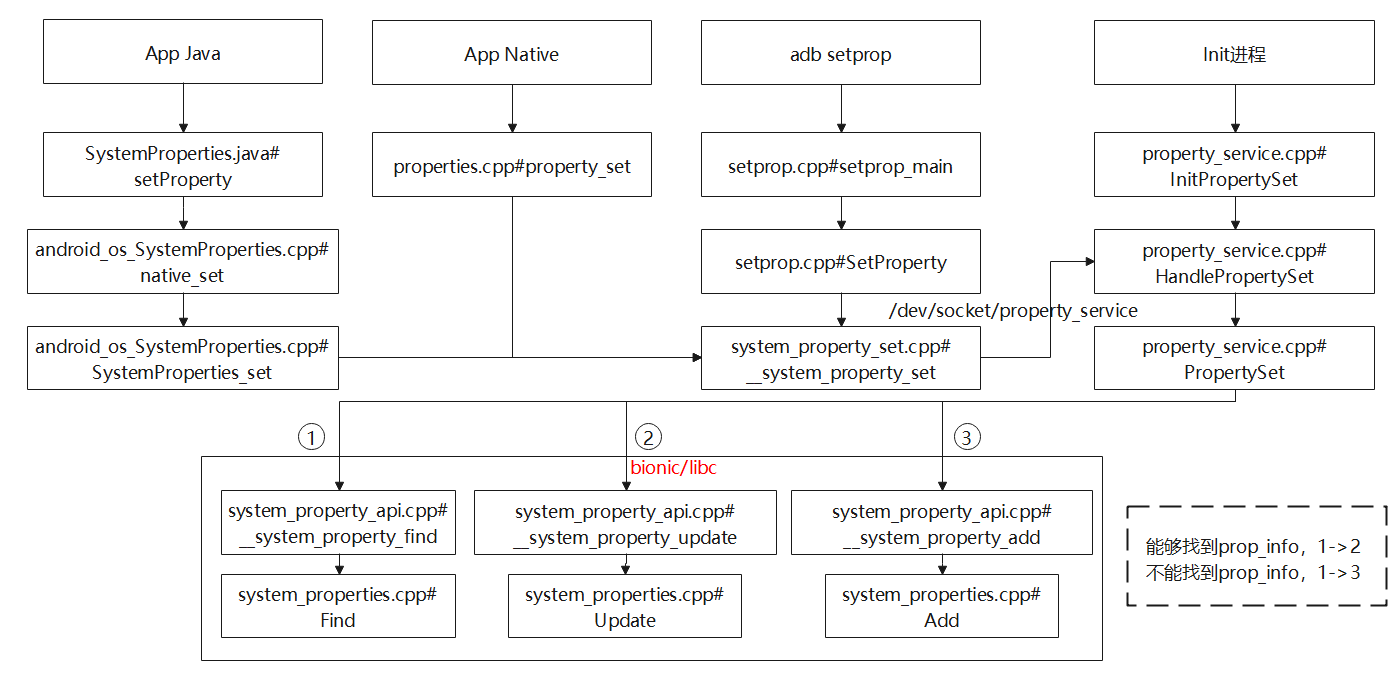 App Java
App Native
adb setprop
Init进程
SystemProperties.java#
setProperty
properties.cpp#property_set
setprop.cpp#setprop_main
property_service.cpp#
InitPropertySet
android_os_SystemProperties.cpp#
native_set
setprop.cpp#SetProperty
property_service.cpp#
HandlePropertySet
/dev/socket/property_service
android_os_SystemProperties.cpp#
SystemProperties_set
system_property_set.cpp#
__system_property_set
property_service.cpp#
PropertySet
①
②
③
bionic/libc
system_property_api.cpp#
__system_property_find
system_property_api.cpp#
__system_property_update
system_property_api.cpp#
__system_property_add
system_properties.cpp#
Find
system_properties.cpp#
Update
system_properties.cpp#
Add
能够找到prop_info，1->2
不能找到prop_info，1->3